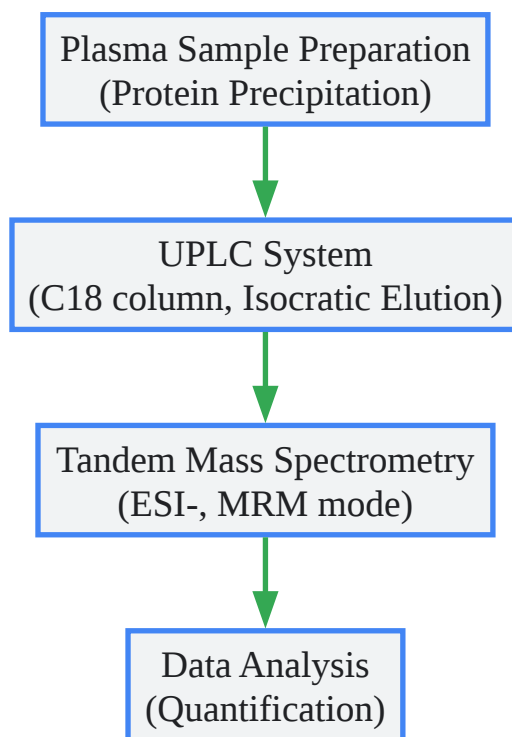 Plasma Sample Preparation
(Protein Precipitation)
UPLC System
(C18 column, Isocratic Elution)
Tandem Mass Spectrometry
(ESI-, MRM mode)
Data Analysis
(Quantification)